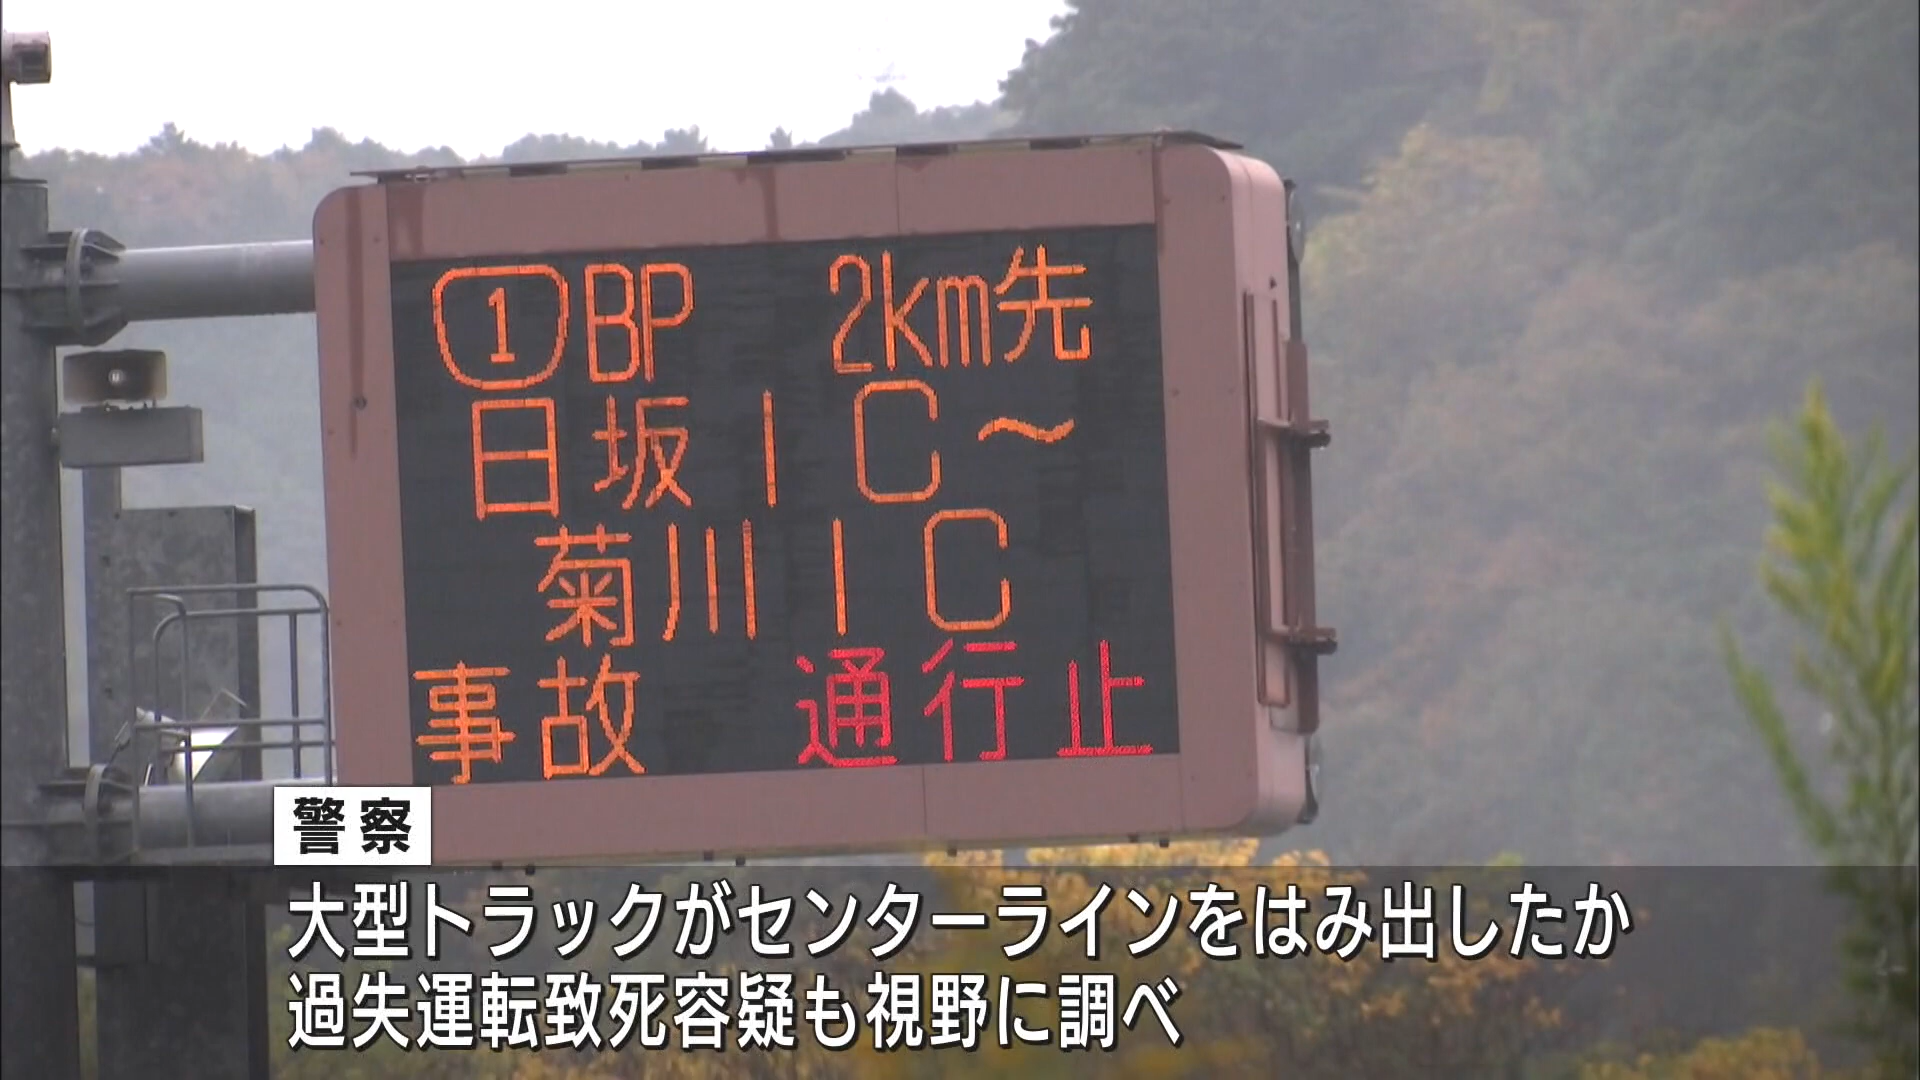 1 BP 2km先
日坂IC～
菊川IC
事故 通行止
警察
大型トラックがセンターラインをはみ出したか
過失運転致死容疑も視野に調べ